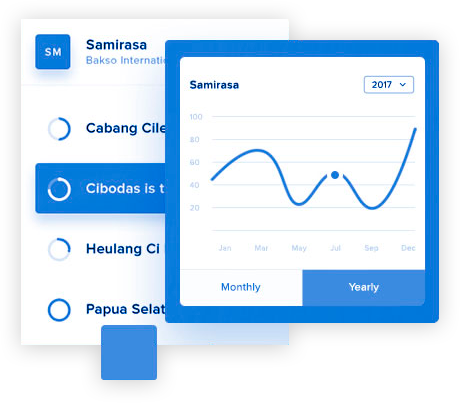 SM
Samirasa
Bakso Internati
Cabang Cile
Cibodas is t
Heulang Ci
Papua Selat
Samirasa
2017
100
80
60
40
20
Jan Mar May Jul Sep Dec
Monthly Yearly